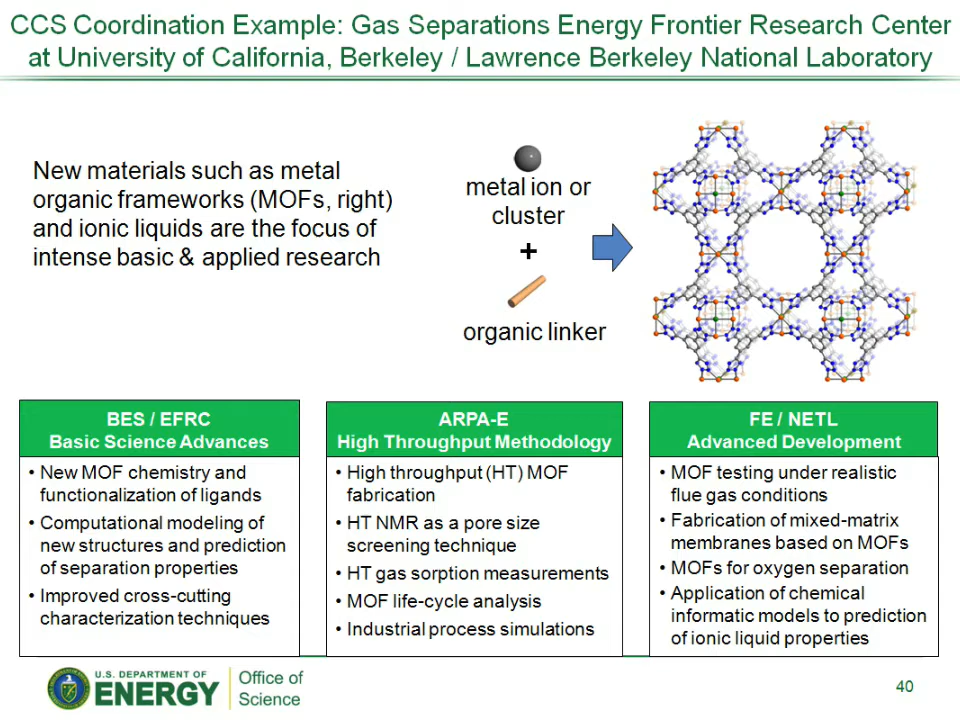 CCS Coordination Example: Gas Separations Energy Frontier Research Center
at University of California, Berkeley / Lawrence Berkeley National Laboratory
New materials such as metal
organic frameworks (MOFs, right)
and ionic liquids are the focus of
intense basic & applied research
metal ion or
cluster
+
organic linker
BES / EFRC
Basic Science Advances
• New MOF chemistry and
functionalization of ligands
• Computational modeling of
new structures and prediction
of separation properties
• Improved cross-cutting
characterization techniques
ARPA-E
High Throughput Methodology
• High throughput (HT) MOF
fabrication
• HT NMR as a pore size
screening technique
• HT gas sorption measurements
• MOF life-cycle analysis
• Industrial process simulations
FE / NETL
Advanced Development
• MOF testing under realistic
flue gas conditions
• Fabrication of mixed-matrix
membranes based on MOFs
• MOFs for oxygen separation
• Application of chemical
informatic models to prediction
of ionic liquid properties
U.S. DEPARTMENT OF
ENERGY
Office of
Science
40